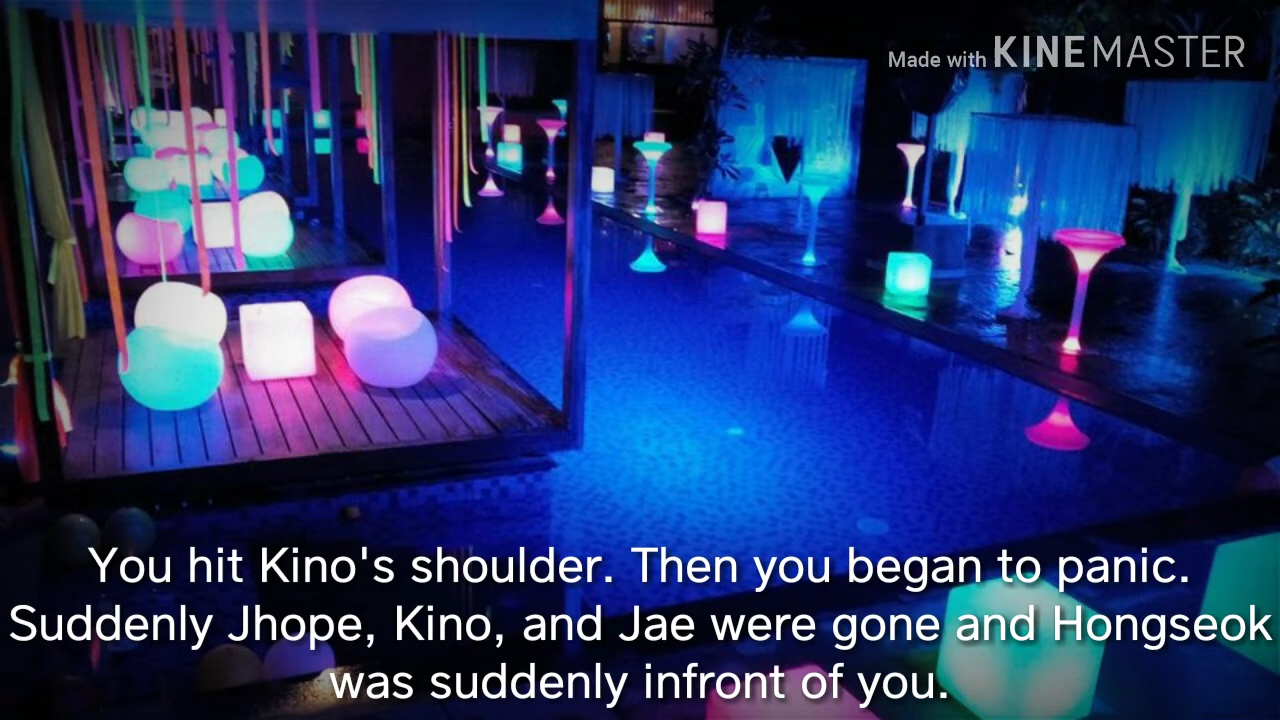 Made with KINEMASTER
You hit Kino's shoulder. Then you began to panic.
Suddenly Jhope, Kino, and Jae were gone and Hongseok
was suddenly infront of you.